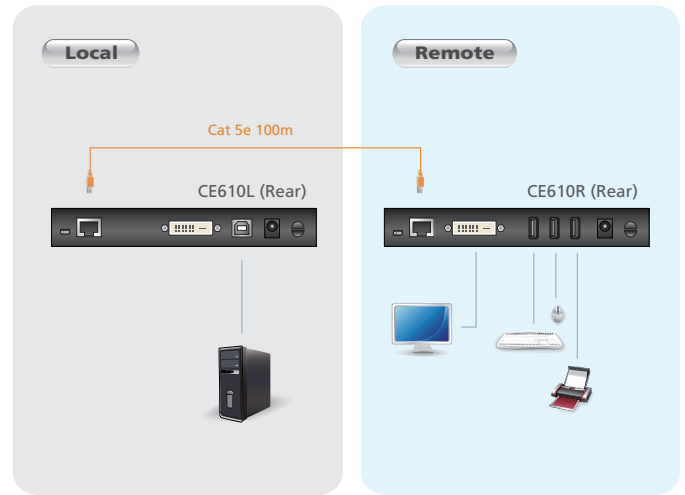 Local
Remote
Cat 5e 100m
CE610L (Rear)
CE610R (Rear)